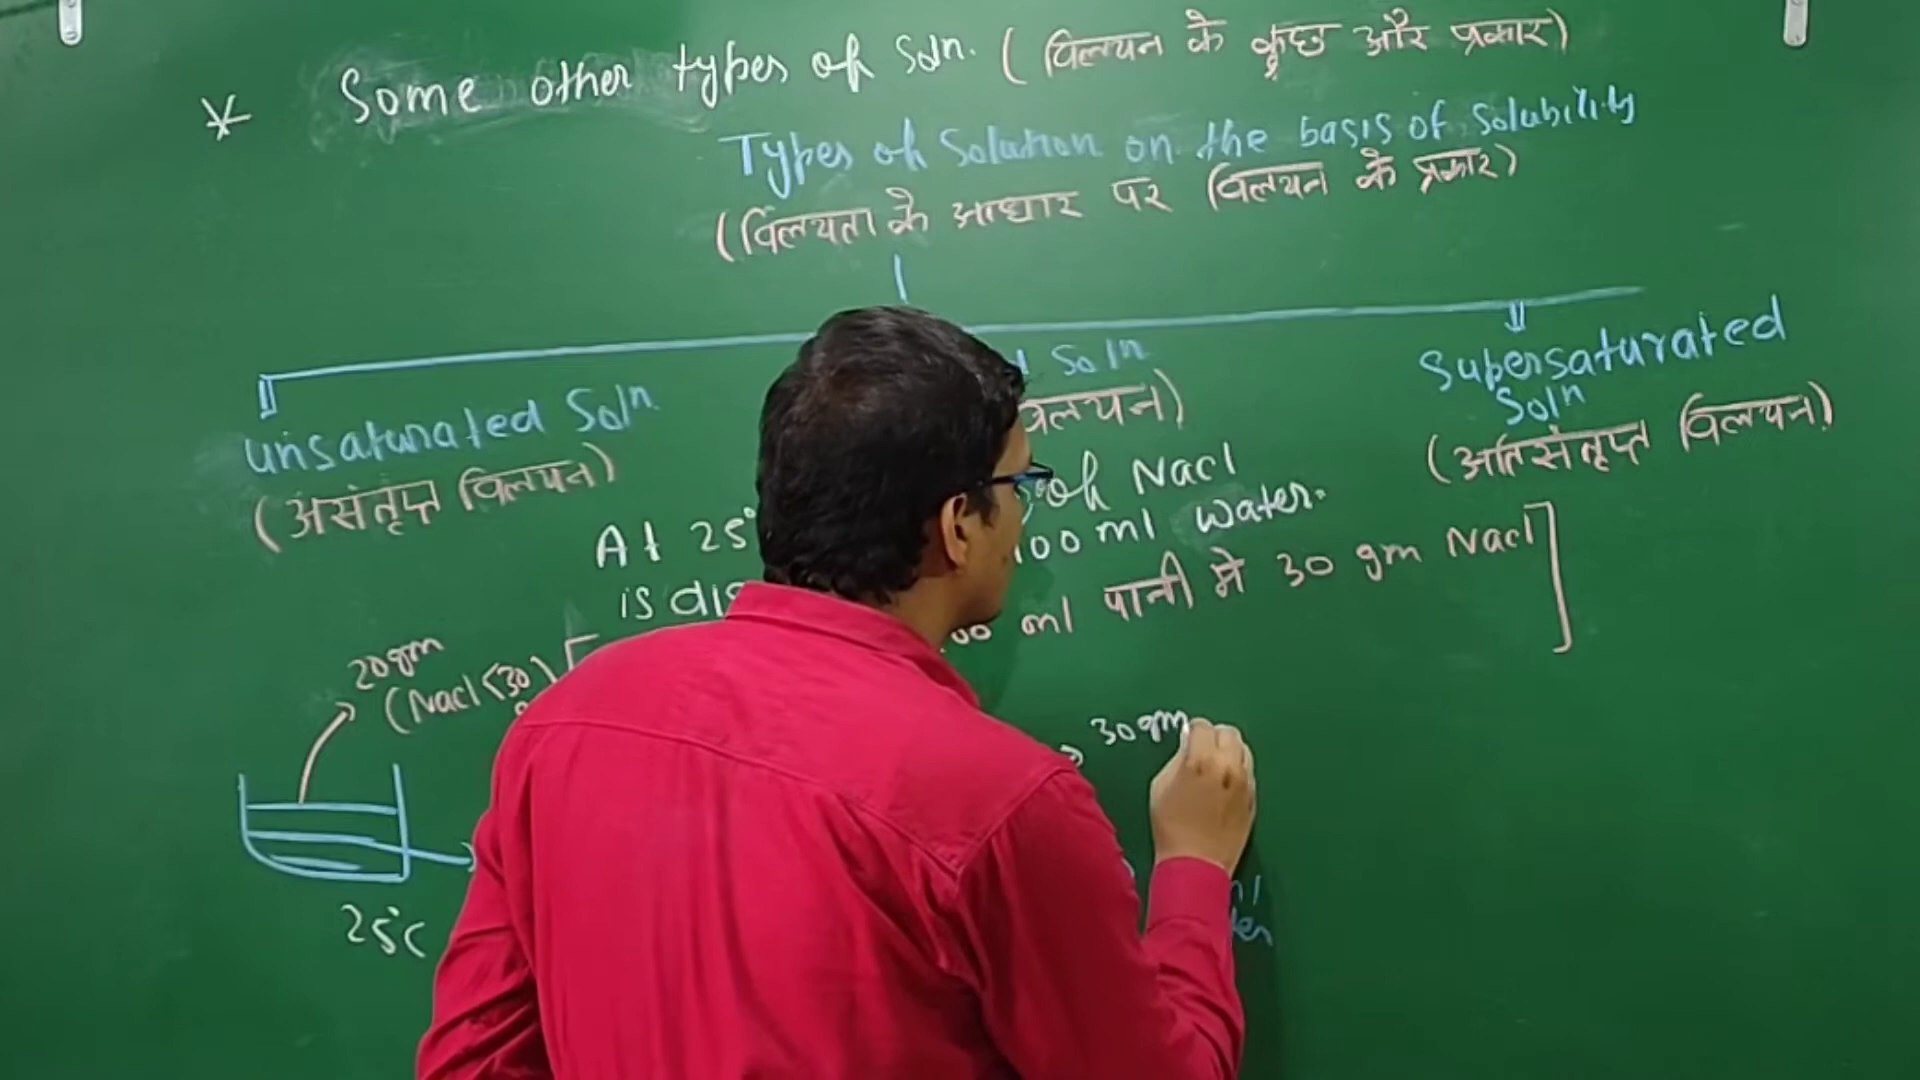 Some other types of Soln. (विलयन के कुछ और प्रकार)
Types of Solution on the basis of Solubility
(विलयता के आधार पर विलयन के प्रकार)
Unsaturated Solⁿ
(असंतृप्त विलयन)
Solⁿ
विलयन)
Supersaturated
Solⁿ
(अतिसंतृप्त विलयन)
At 25° of NaCl
is dis 100 ml water.
ml पानी में 30 gm NaCl]
20gm
(NaCl<30)
30gm
25°C